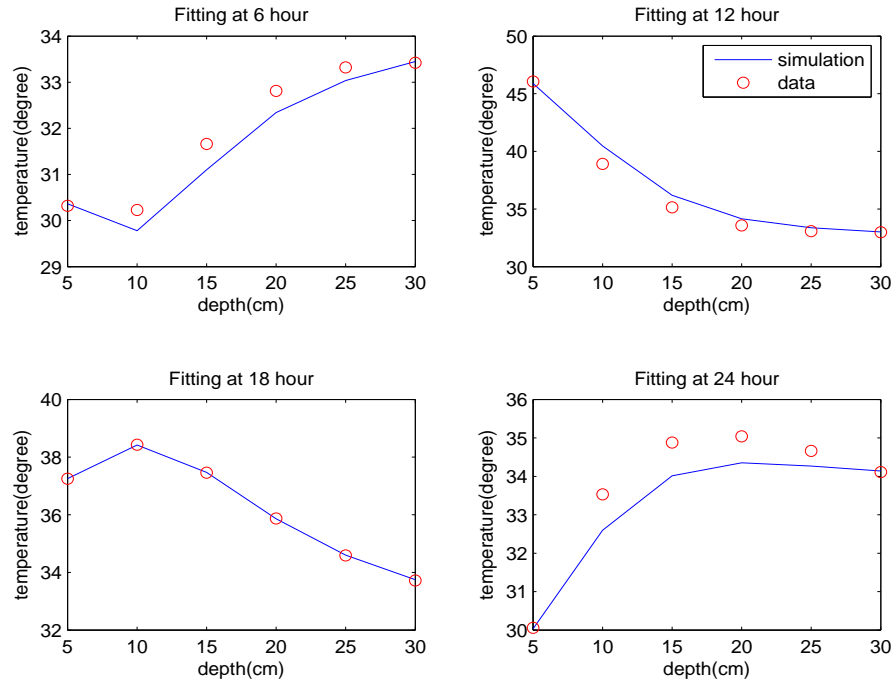 Fitting at 6 hour
34
33
32
31
30
29
5 10 15 20 25 30
temperature(degree)
depth(cm)
Fitting at 12 hour
50
45
40
35
30
5 10 15 20 25 30
temperature(degree)
depth(cm)
simulation
data
Fitting at 18 hour
40
38
36
34
32
5 10 15 20 25 30
temperature(degree)
depth(cm)
Fitting at 24 hour
36
35
34
33
32
31
30
5 10 15 20 25 30
temperature(degree)
depth(cm)